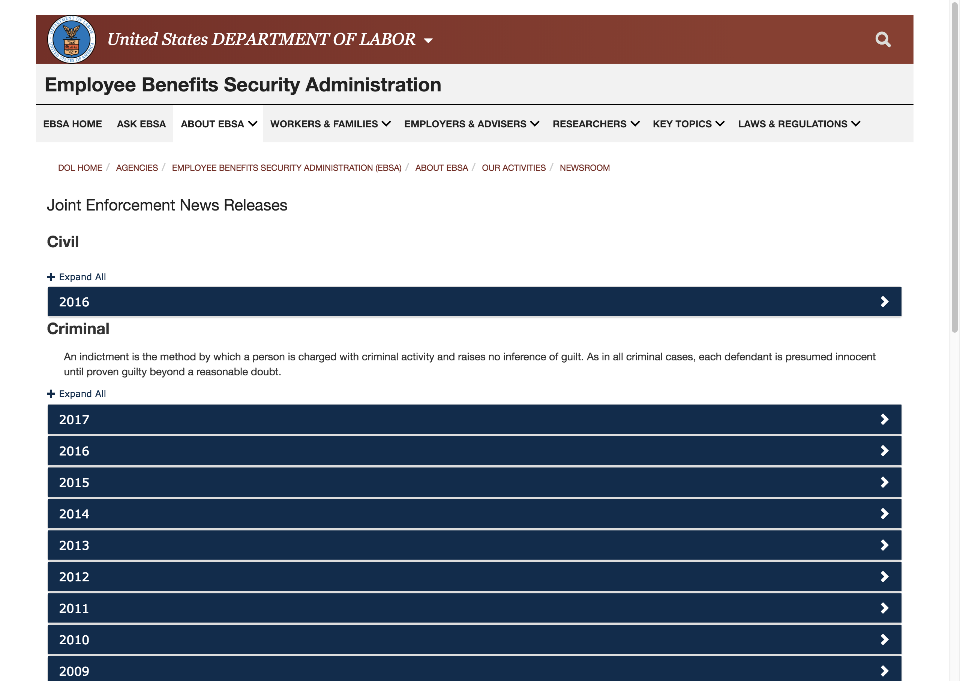 United States DEPARTMENT OF LABOR
Employee Benefits Security Administration
EBSA HOME ASK EBSA ABOUT EBSA WORKERS & FAMILIES EMPLOYERS & ADVISERS RESEARCHERS KEY TOPICS LAWS & REGULATIONS
DOL HOME / AGENCIES / EMPLOYEE BENEFITS SECURITY ADMINISTRATION (EBSA) / ABOUT EBSA / OUR ACTIVITIES / NEWSROOM
Joint Enforcement News Releases
Civil
+ Expand All
2016
Criminal
An indictment is the method by which a person is charged with criminal activity and raises no inference of guilt. As in all criminal cases, each defendant is presumed innocent
until proven guilty beyond a reasonable doubt.
+ Expand All
2017
2016
2015
2014
2013
2012
2011
2010
2009